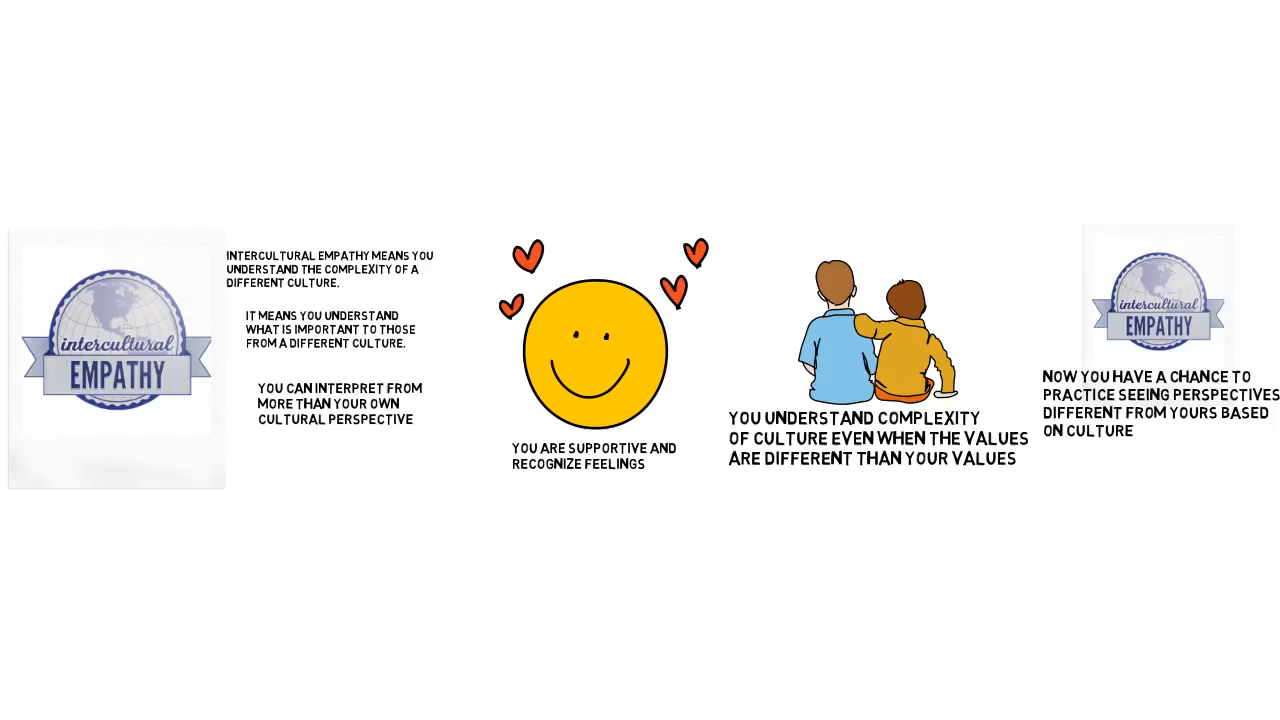 intercultural
EMPATHY
INTERCULTURAL EMPATHY MEANS YOU
UNDERSTAND THE COMPLEXITY OF A
DIFFERENT CULTURE.
IT MEANS YOU UNDERSTAND
WHAT IS IMPORTANT TO THOSE
FROM A DIFFERENT CULTURE.
YOU CAN INTERPRET FROM
MORE THAN YOUR OWN
CULTURAL PERSPECTIVE
YOU ARE SUPPORTIVE AND
RECOGNIZE FEELINGS
YOU UNDERSTAND COMPLEXITY
OF CULTURE EVEN WHEN THE VALUES
ARE DIFFERENT THAN YOUR VALUES
intercultural
EMPATHY
NOW YOU HAVE A CHANCE TO
PRACTICE SEEING PERSPECTIVES
DIFFERENT FROM YOURS BASED
ON CULTURE